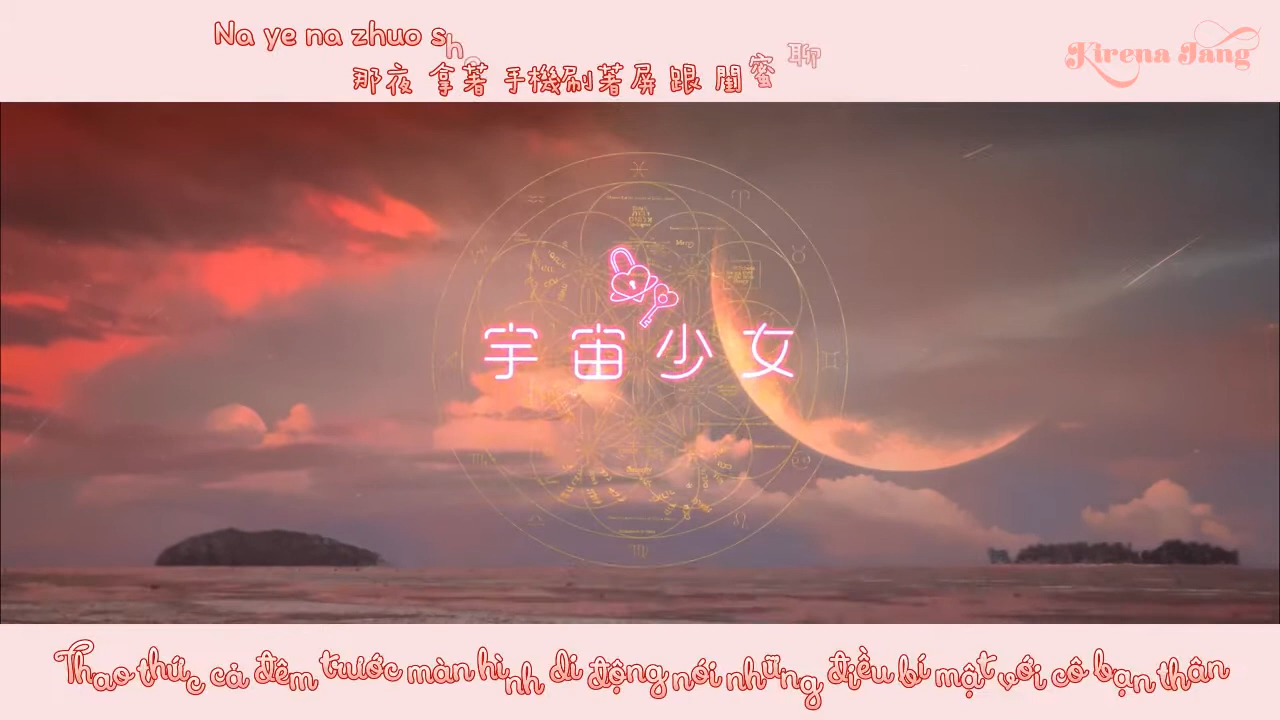 Na ye na zhuo sh
Kirena Jang
那夜 拿著 手機刷著屏 跟 閨蜜 聊
宇宙少女
Thao thức cả đêm trước màn hình di động nói những điều bí mật với cô bạn thân